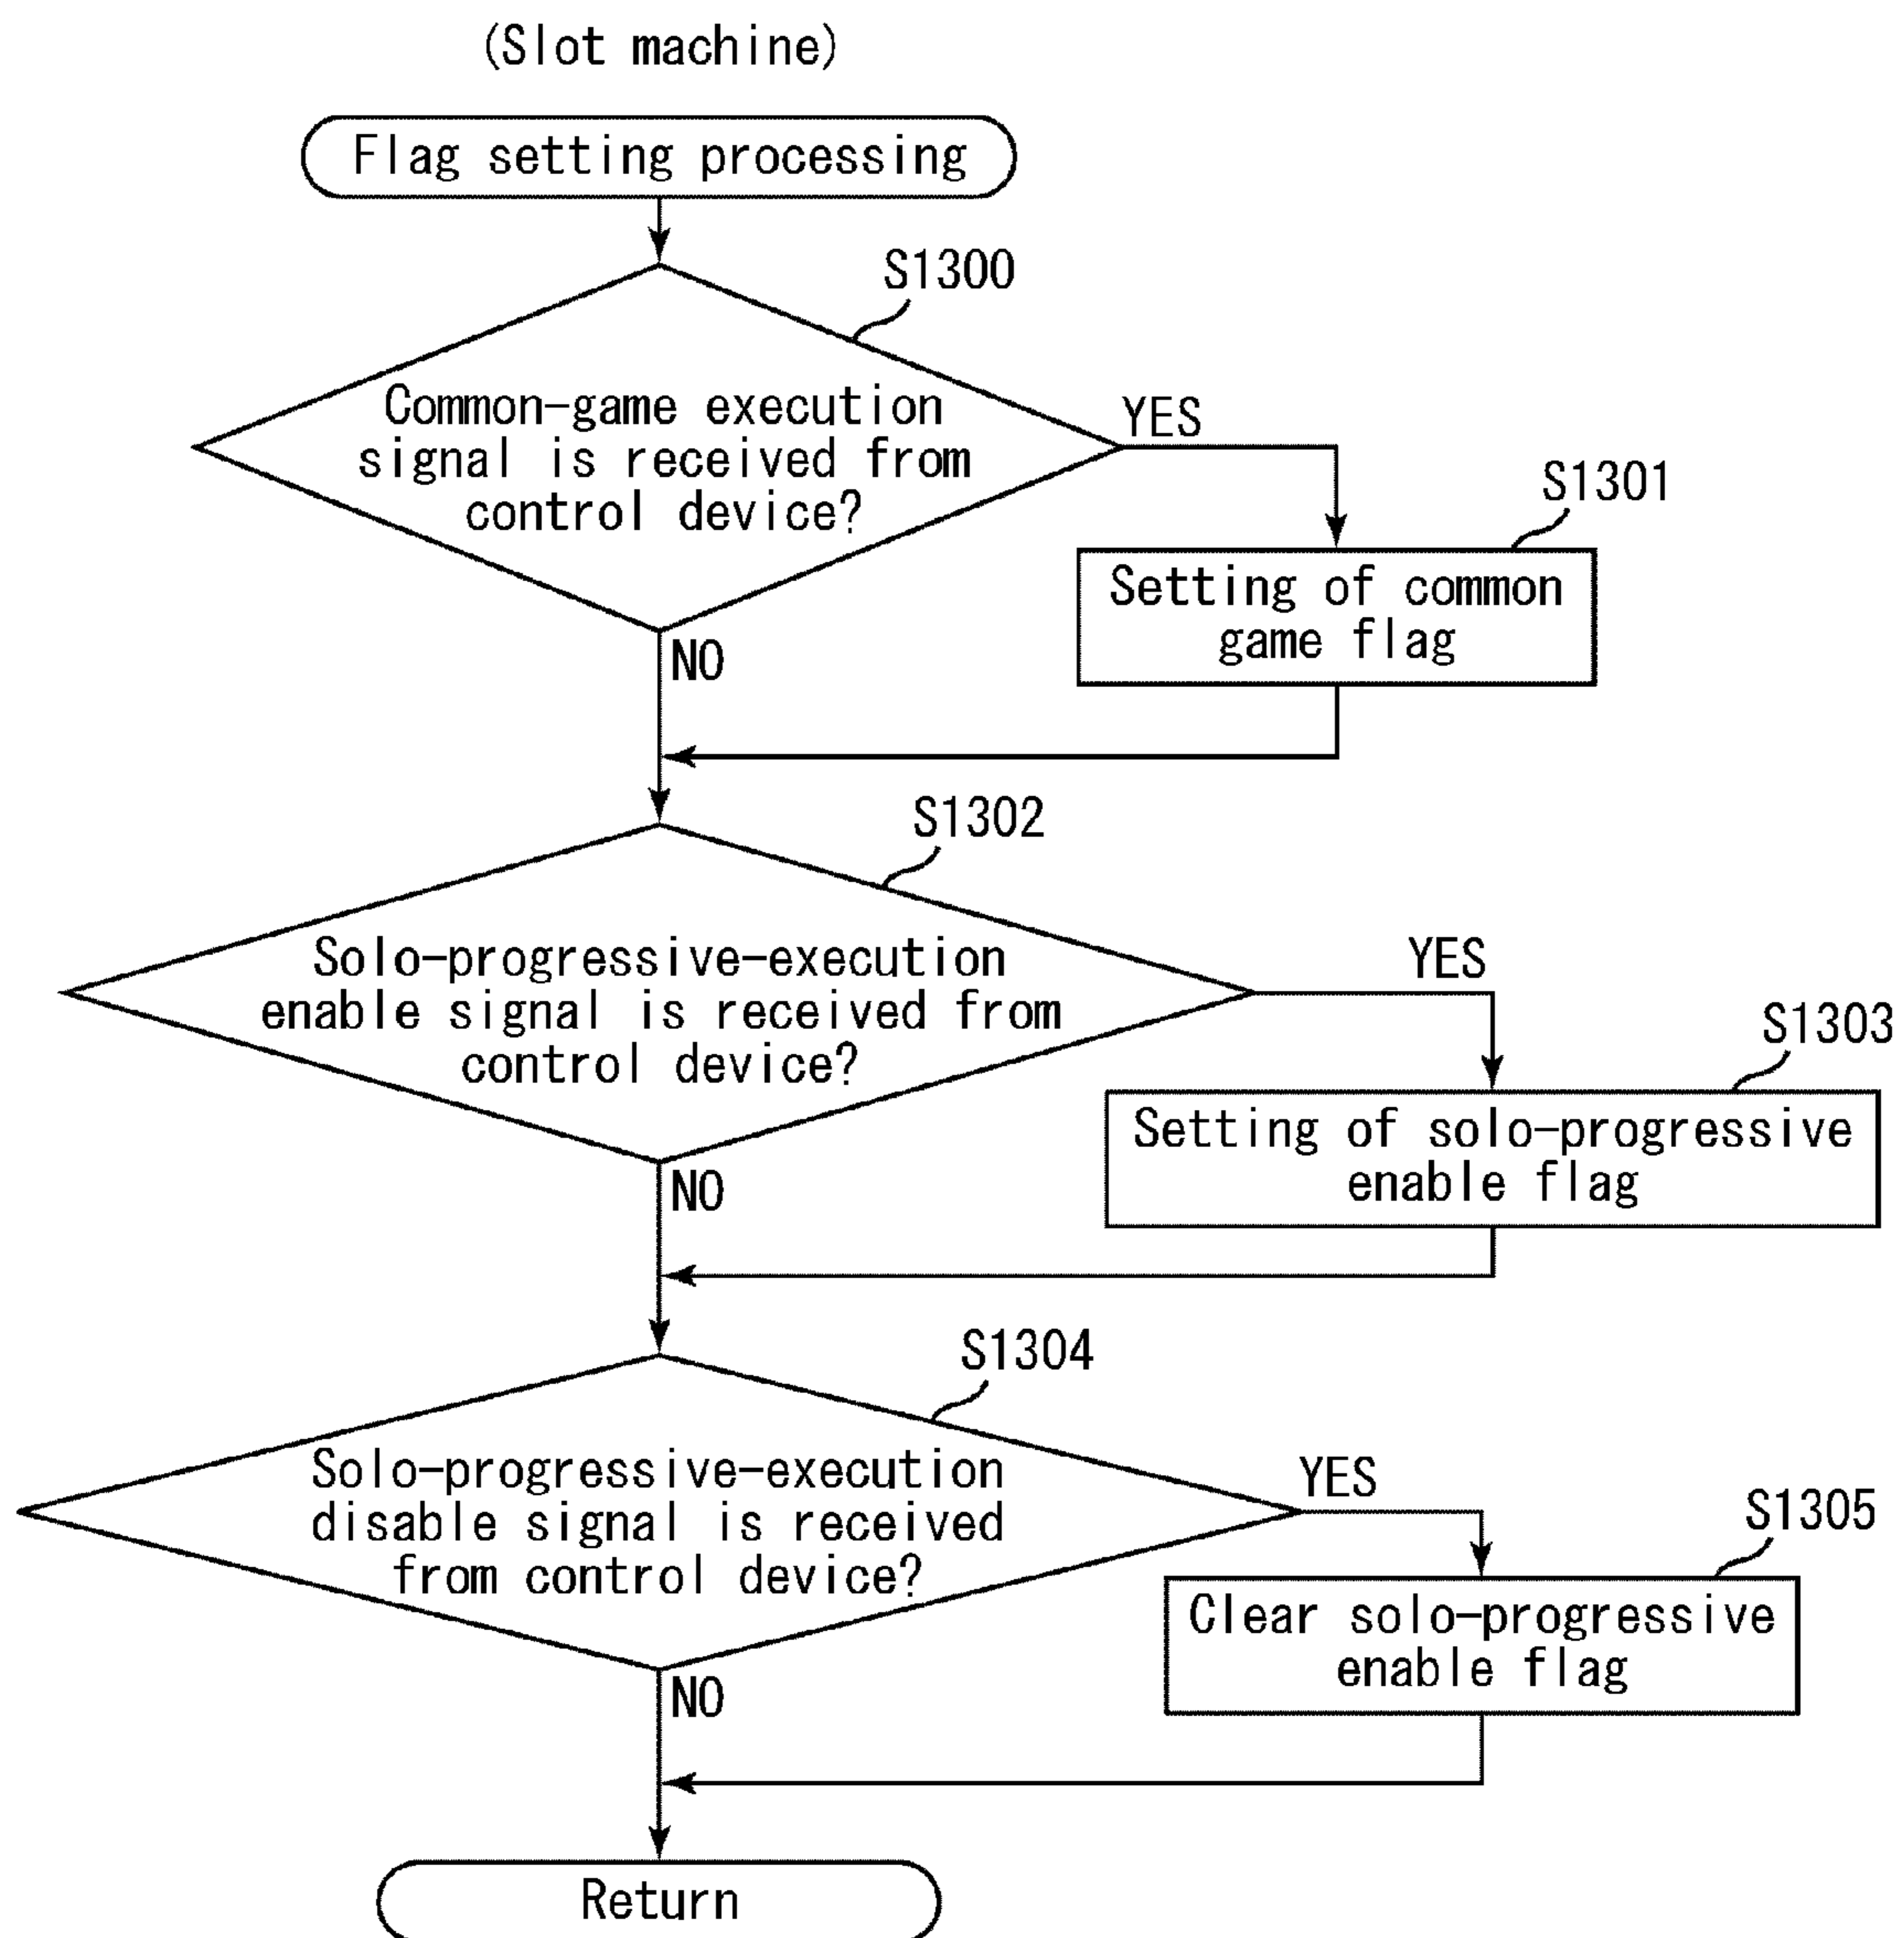 (Slot machine)
Flag setting processing
S1300
Common-game execution
signal is received from
control device?
YES
S1301
Setting of common
game flag
NO
S1302
Solo-progressive-execution
enable signal is received from
control device?
YES
S1303
Setting of solo-progressive
enable flag
NO
S1304
Solo-progressive-execution
disable signal is received
from control device?
YES
S1305
Clear solo-progressive
enable flag
NO
Return